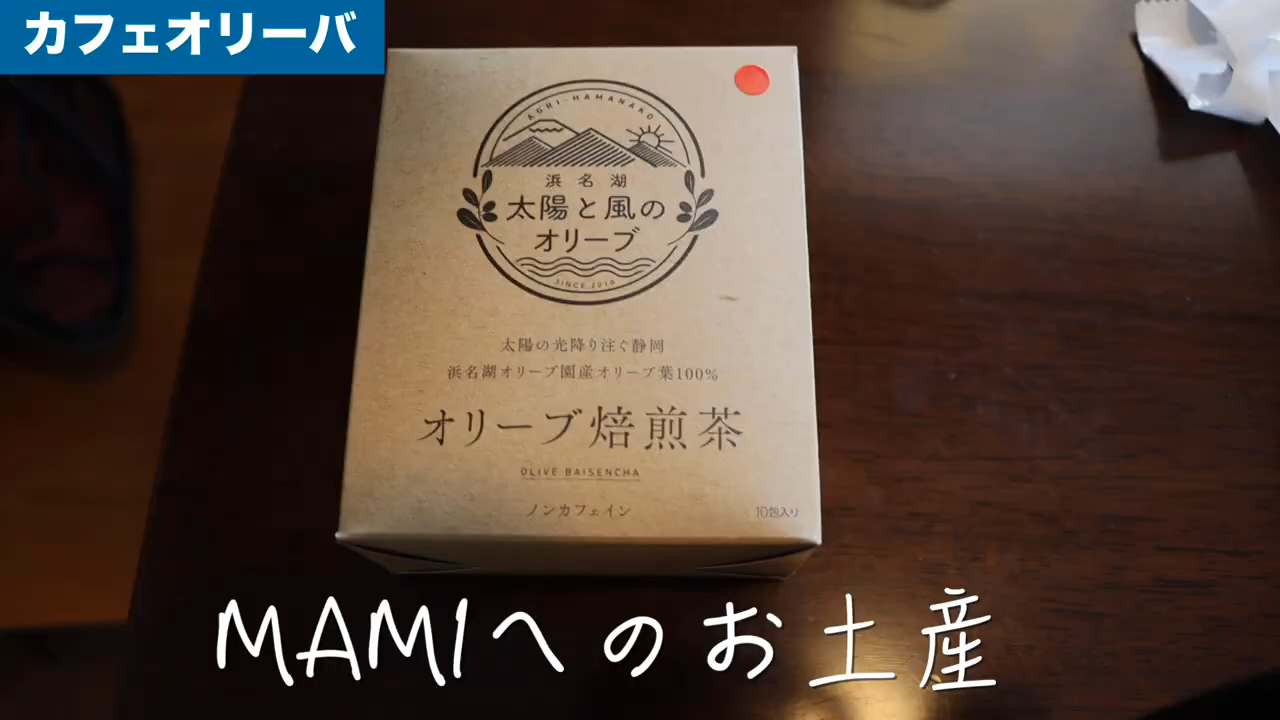 カフェオリーバ
AGRI-HAMANAKO
浜名湖
太陽と風の
オリーブ
SINCE 2019
太陽の光降り注ぐ静岡
浜名湖オリーブ園産オリーブ葉100%
オリーブ焙煎茶
OLIVE BAISENCHA
ノンカフェイン
10包入り
MAMIへのお土産